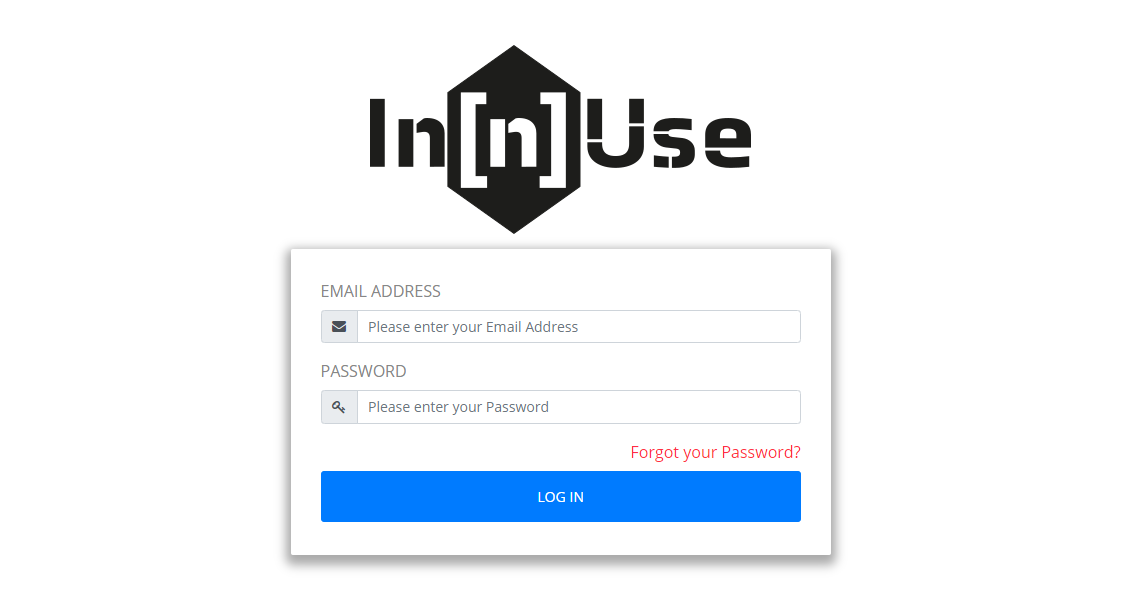 In[n]Use
EMAIL ADDRESS
Please enter your Email Address
PASSWORD
Please enter your Password
Forgot your Password?
LOG IN